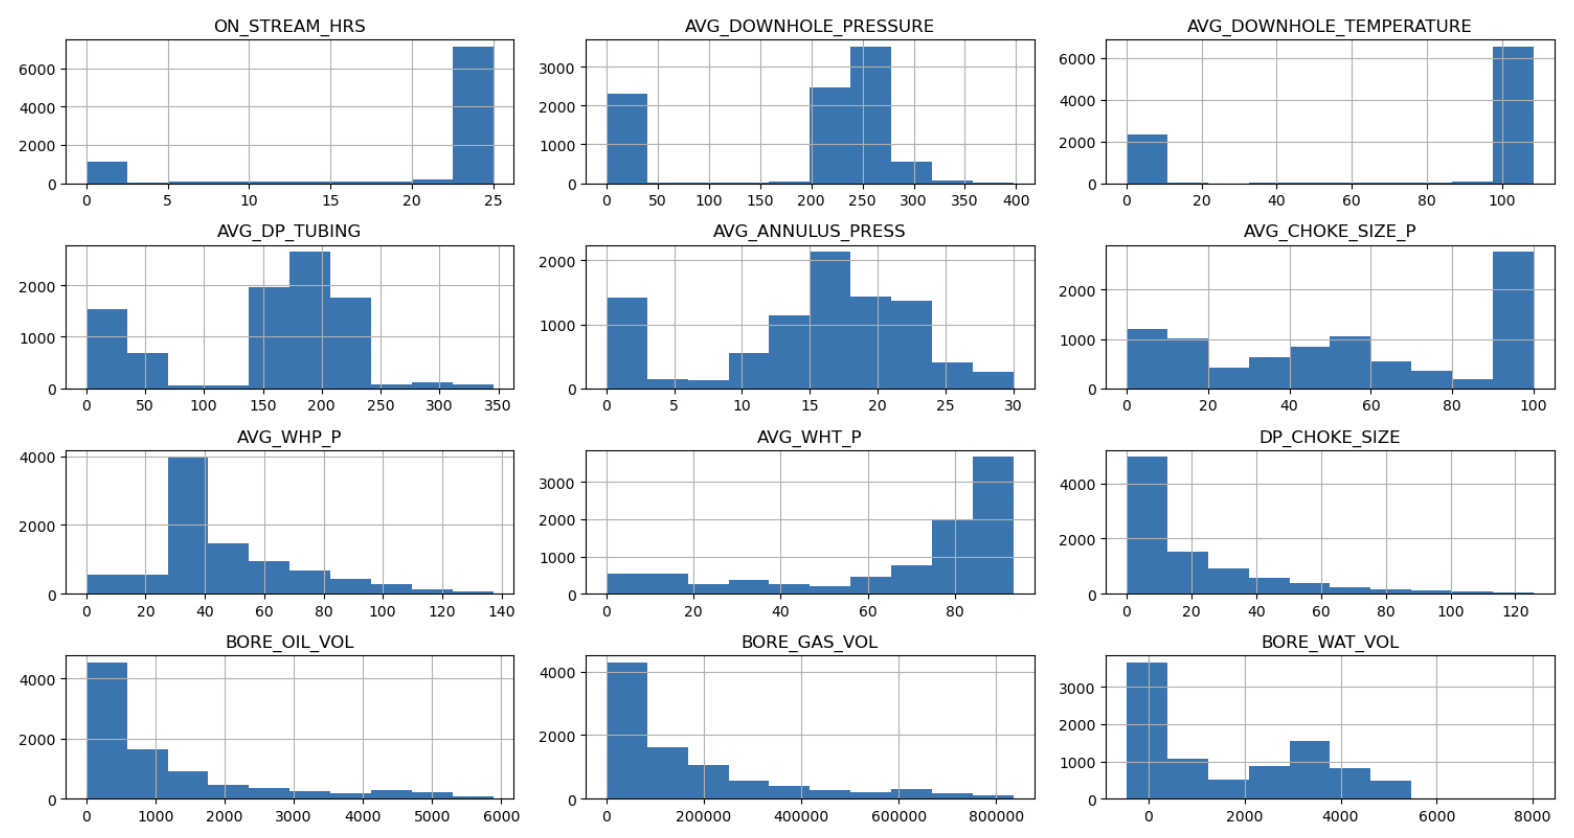 ON_STREAM_HRS
6000
4000
2000
0
0 5 10 15 20 25
AVG_DOWNHOLE_PRESSURE
3000
2000
1000
0
0 50 100 150 200 250 300 350 400
AVG_DOWNHOLE_TEMPERATURE
6000
4000
2000
0
0 20 40 60 80 100
AVG_DP_TUBING
2000
1000
0
0 50 100 150 200 250 300 350
AVG_ANNULUS_PRESS
2000
1000
0
0 5 10 15 20 25 30
AVG_CHOKE_SIZE_P
2000
1000
0
0 20 40 60 80 100
AVG_WHP_P
4000
2000
0
0 20 40 60 80 100 120 140
AVG_WHT_P
3000
2000
1000
0
0 20 40 60 80
DP_CHOKE_SIZE
4000
2000
0
0 20 40 60 80 100 120
BORE_OIL_VOL
4000
2000
0
0 1000 2000 3000 4000 5000 6000
BORE_GAS_VOL
4000
2000
0
0 200000 400000 600000 800000
BORE_WAT_VOL
3000
2000
1000
0
0 2000 4000 6000 8000